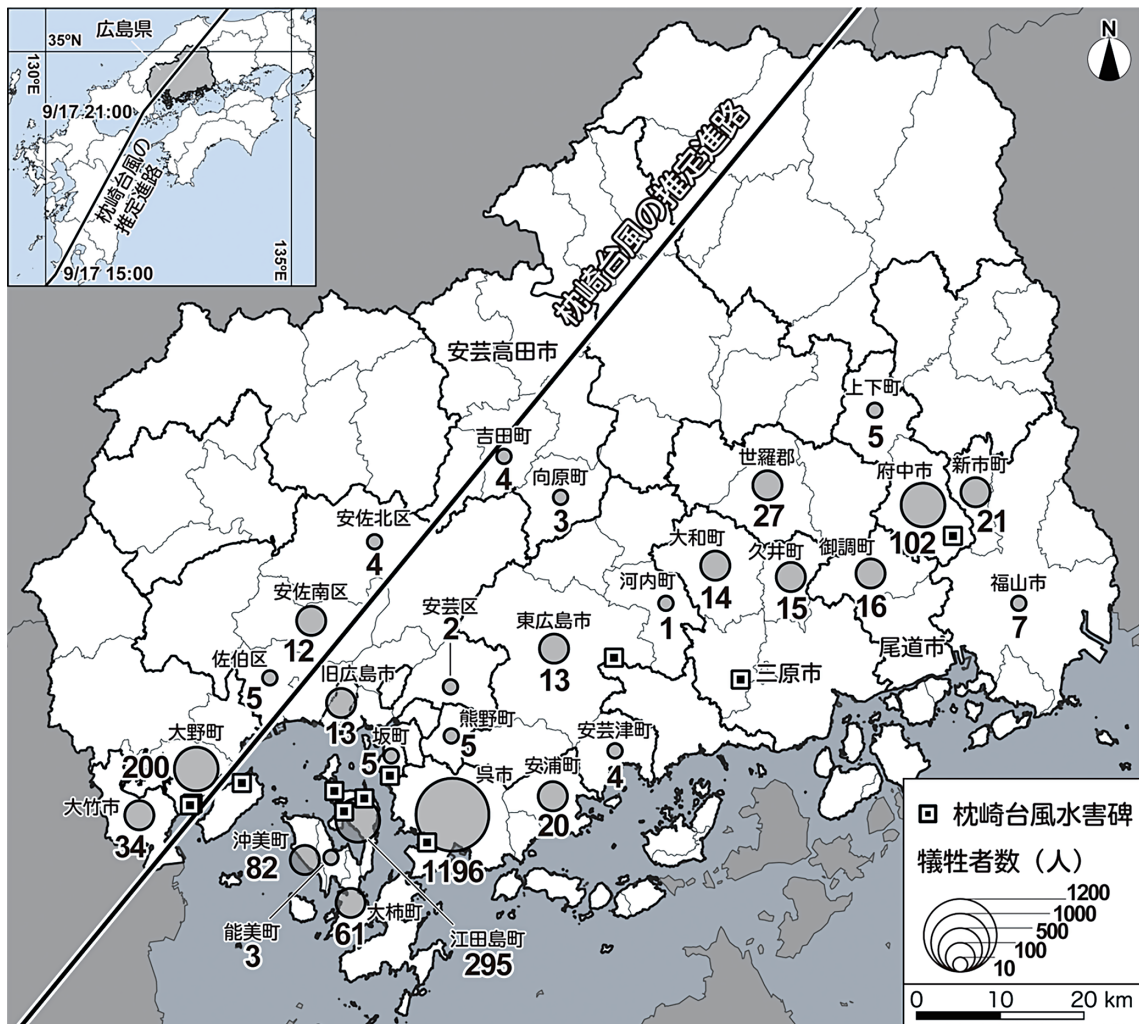 広島県
35°N
130°E
9/17 21:00
枕崎台風の
推定進路
9/17 15:00
135°E
N
枕崎台風の推定進路
安芸高田市
上下町
5
吉田町
4
向原町
3
世羅郡
27
府中市
102
新市町
21
安佐北区
4
大和町
14
久井町
15
御調町
16
河内町
1
福山市
7
安佐南区
12
安芸区
2
東広島市
13
尾道市
三原市
佐伯区
5
旧広島市
13
熊野町
5
坂町
5
安芸津町
4
大野町
200
呉市
1196
安浦町
20
大竹市
34
沖美町
82
能美町
3
大柿町
61
江田島町
295
枕崎台風水害碑
犠牲者数（人）
1200
1000
500
100
10
0 10 20 km